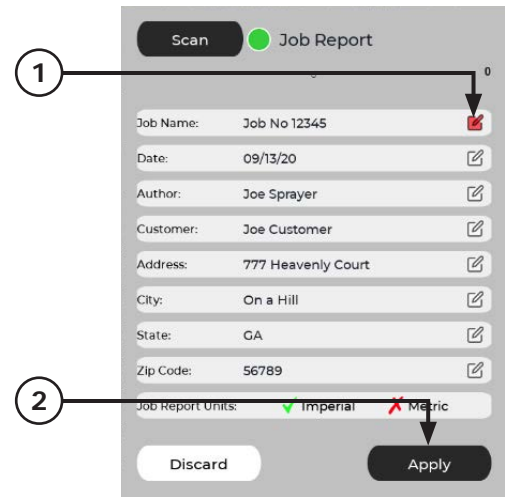 Scan Job Report
1
0
Job Name: Job No 12345
Date: 09/13/20
Author: Joe Sprayer
Customer: Joe Customer
Address: 777 Heavenly Court
City: On a Hill
State: GA
Zip Code: 56789
2
Job Report Units: Imperial Metric
Discard Apply